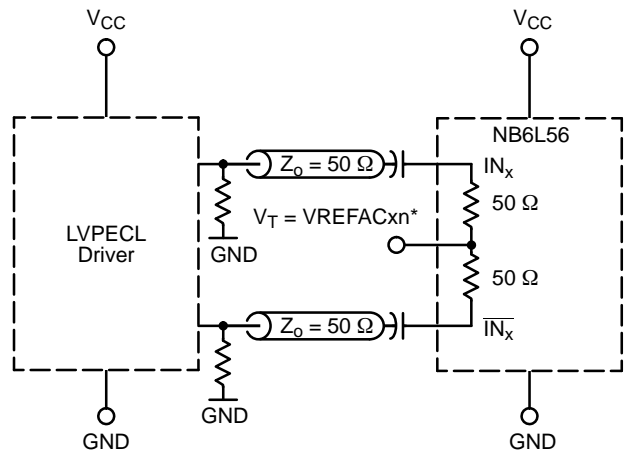 V_CC
V_CC
NB6L56
Z_o = 50 Ω
IN_x
50 Ω
V_T = VREFACxn*
LVPECL
Driver
GND
50 Ω
Z_o = 50 Ω
\overline{IN_x}
GND
GND
GND